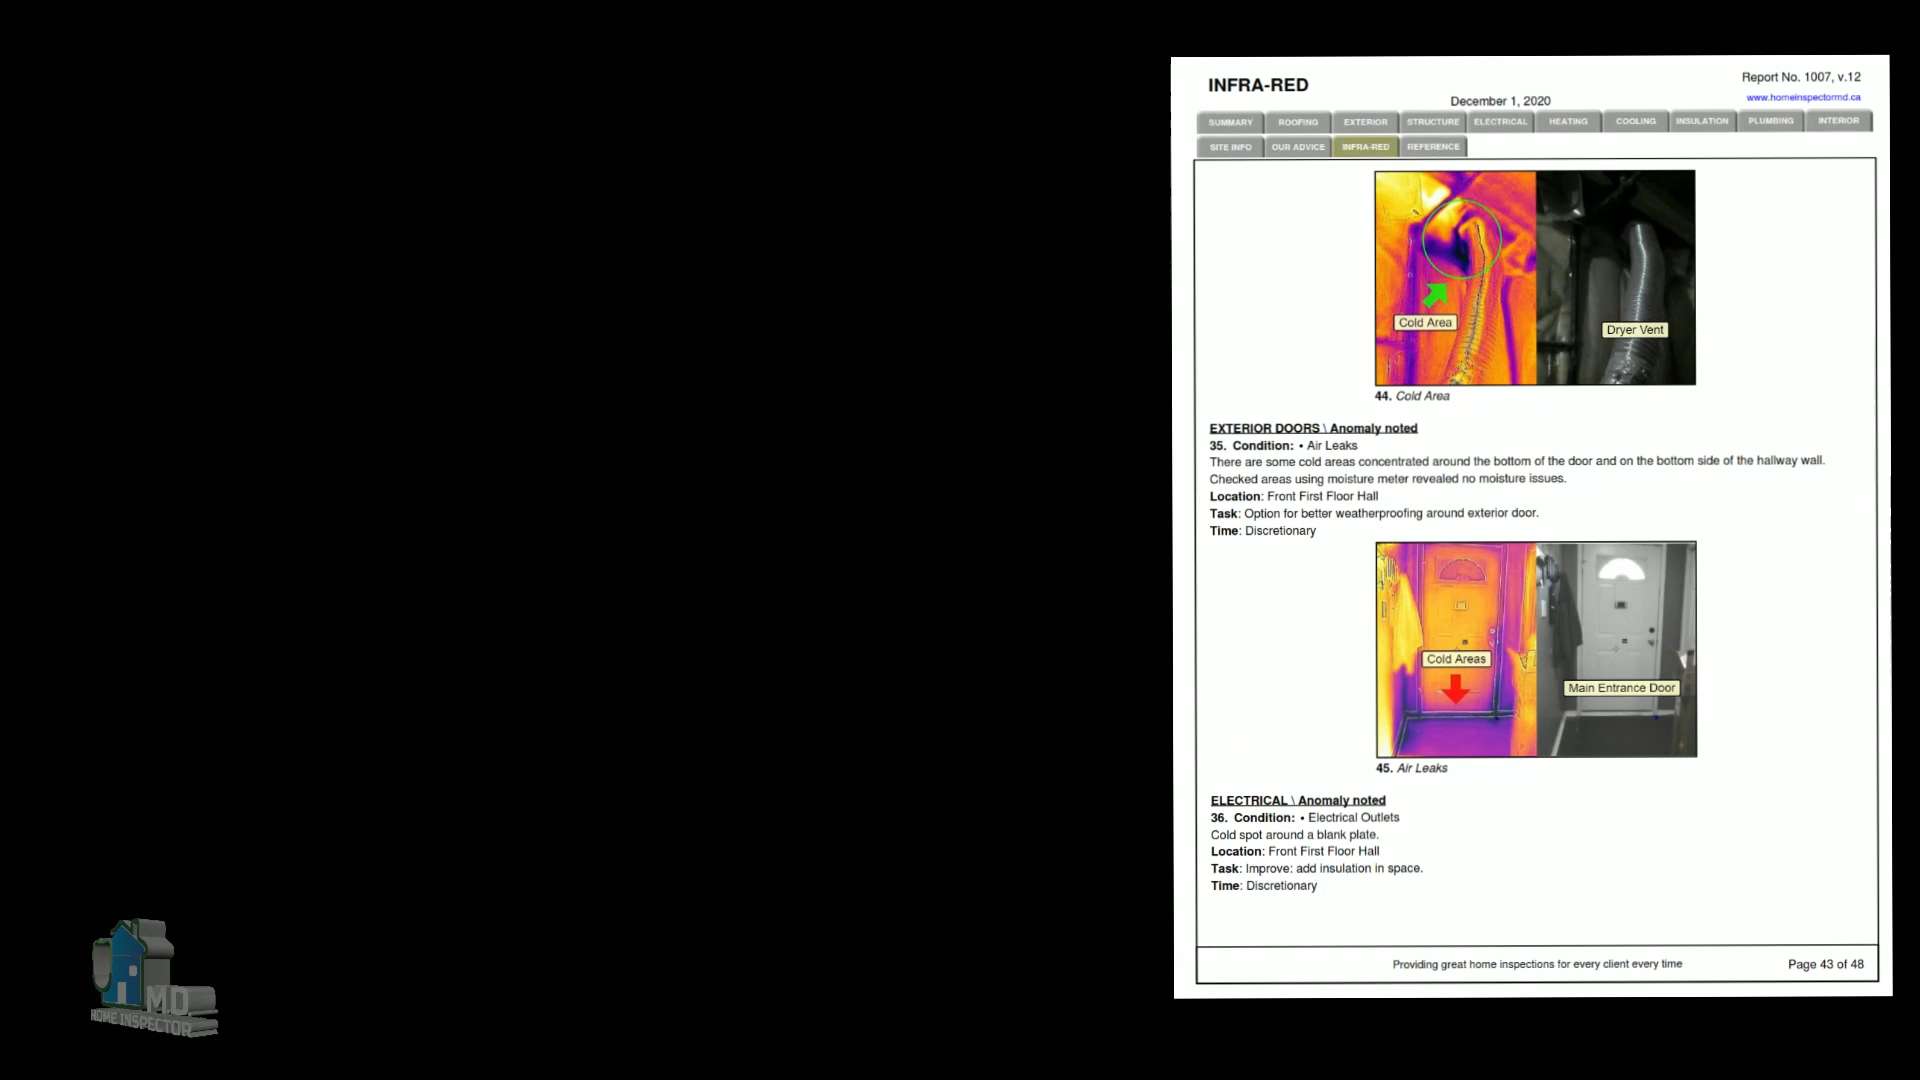 INFRA-RED
Report No. 1007, v.12
December 1, 2020
www.homeinspectormd.ca
SUMMARY ROOFING EXTERIOR STRUCTURE ELECTRICAL HEATING COOLING INSULATION PLUMBING INTERIOR
SITE INFO OUR ADVICE INFRA-RED REFERENCE
Cold Area
Dryer Vent
44. Cold Area
EXTERIOR DOORS \ Anomaly noted
35. Condition: • Air Leaks
There are some cold areas concentrated around the bottom of the door and on the bottom side of the hallway wall.
Checked areas using moisture meter revealed no moisture issues.
Location: Front First Floor Hall
Task: Option for better weatherproofing around exterior door.
Time: Discretionary
Cold Areas
Main Entrance Door
45. Air Leaks
ELECTRICAL \ Anomaly noted
36. Condition: • Electrical Outlets
Cold spot around a blank plate.
Location: Front First Floor Hall
Task: Improve: add insulation in space.
Time: Discretionary
Providing great home inspections for every client every time
Page 43 of 48
MD
HOME INSPECTOR